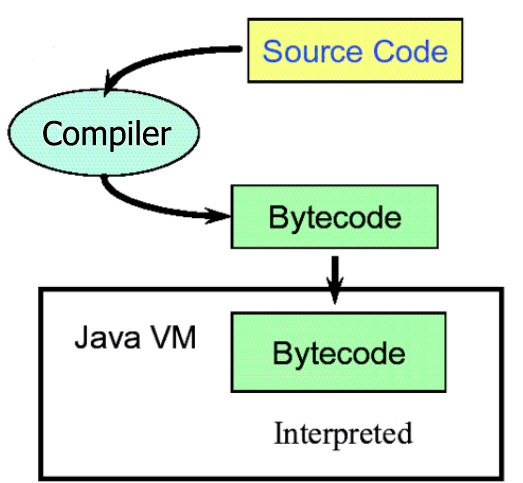 Source Code
Compiler
Bytecode
Java VM
Bytecode
Interpreted